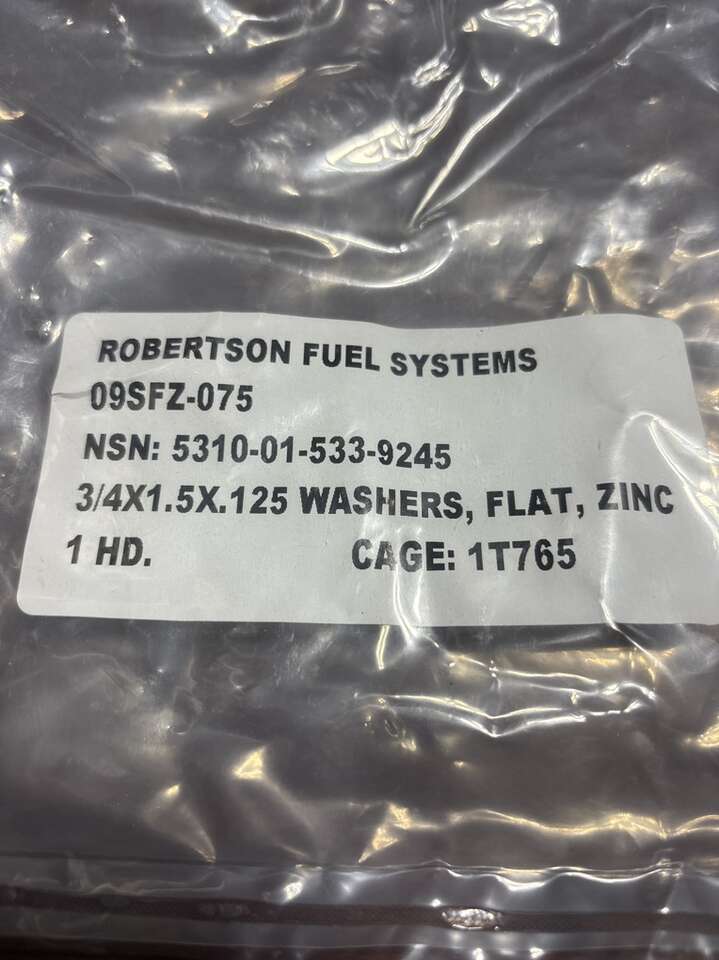 ROBERTSON FUEL SYSTEMS
09SFZ-075
NSN: 5310-01-533-9245
3/4X1.5X.125 WASHERS, FLAT, ZINC
1 HD. CAGE: 1T765